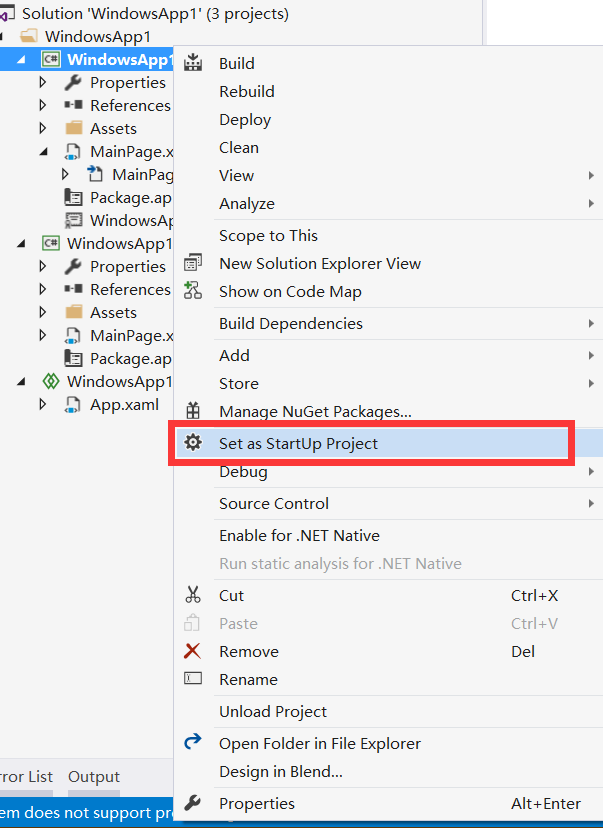 Solution 'WindowsApp1' (3 projects)
WindowsApp1
C# WindowsApp1
Properties
References
Assets
MainPage.x
MainPag
Package.ap
WindowsAp
C# WindowsApp1
Properties
References
Assets
MainPage.x
Package.ap
WindowsApp1
App.xaml
Build
Rebuild
Deploy
Clean
View
Analyze
Scope to This
New Solution Explorer View
Show on Code Map
Build Dependencies
Add
Store
Manage NuGet Packages...
Set as StartUp Project
Debug
Source Control
Enable for .NET Native
Run static analysis for .NET Native
Cut Ctrl+X
Paste Ctrl+V
Remove Del
Rename
Unload Project
Open Folder in File Explorer
Design in Blend...
Properties Alt+Enter
rror List Output
em does not support pr